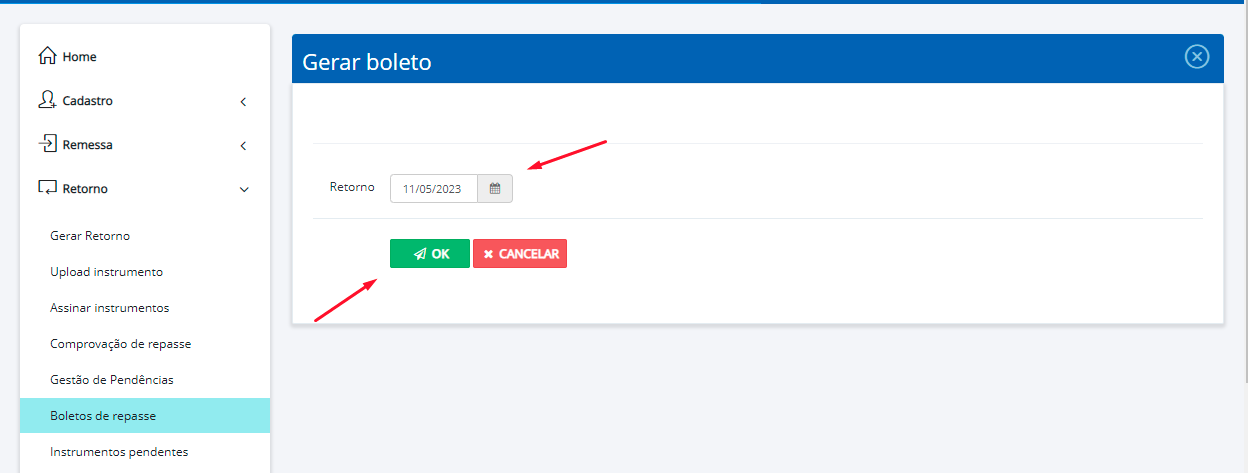 Home
Cadastro
Remessa
Retorno
Gerar Retorno
Upload instrumento
Assinar instrumentos
Comprovação de repasse
Gestão de Pendências
Boletos de repasse
Instrumentos pendentes
Gerar boleto
Retorno 11/05/2023
OK CANCELAR